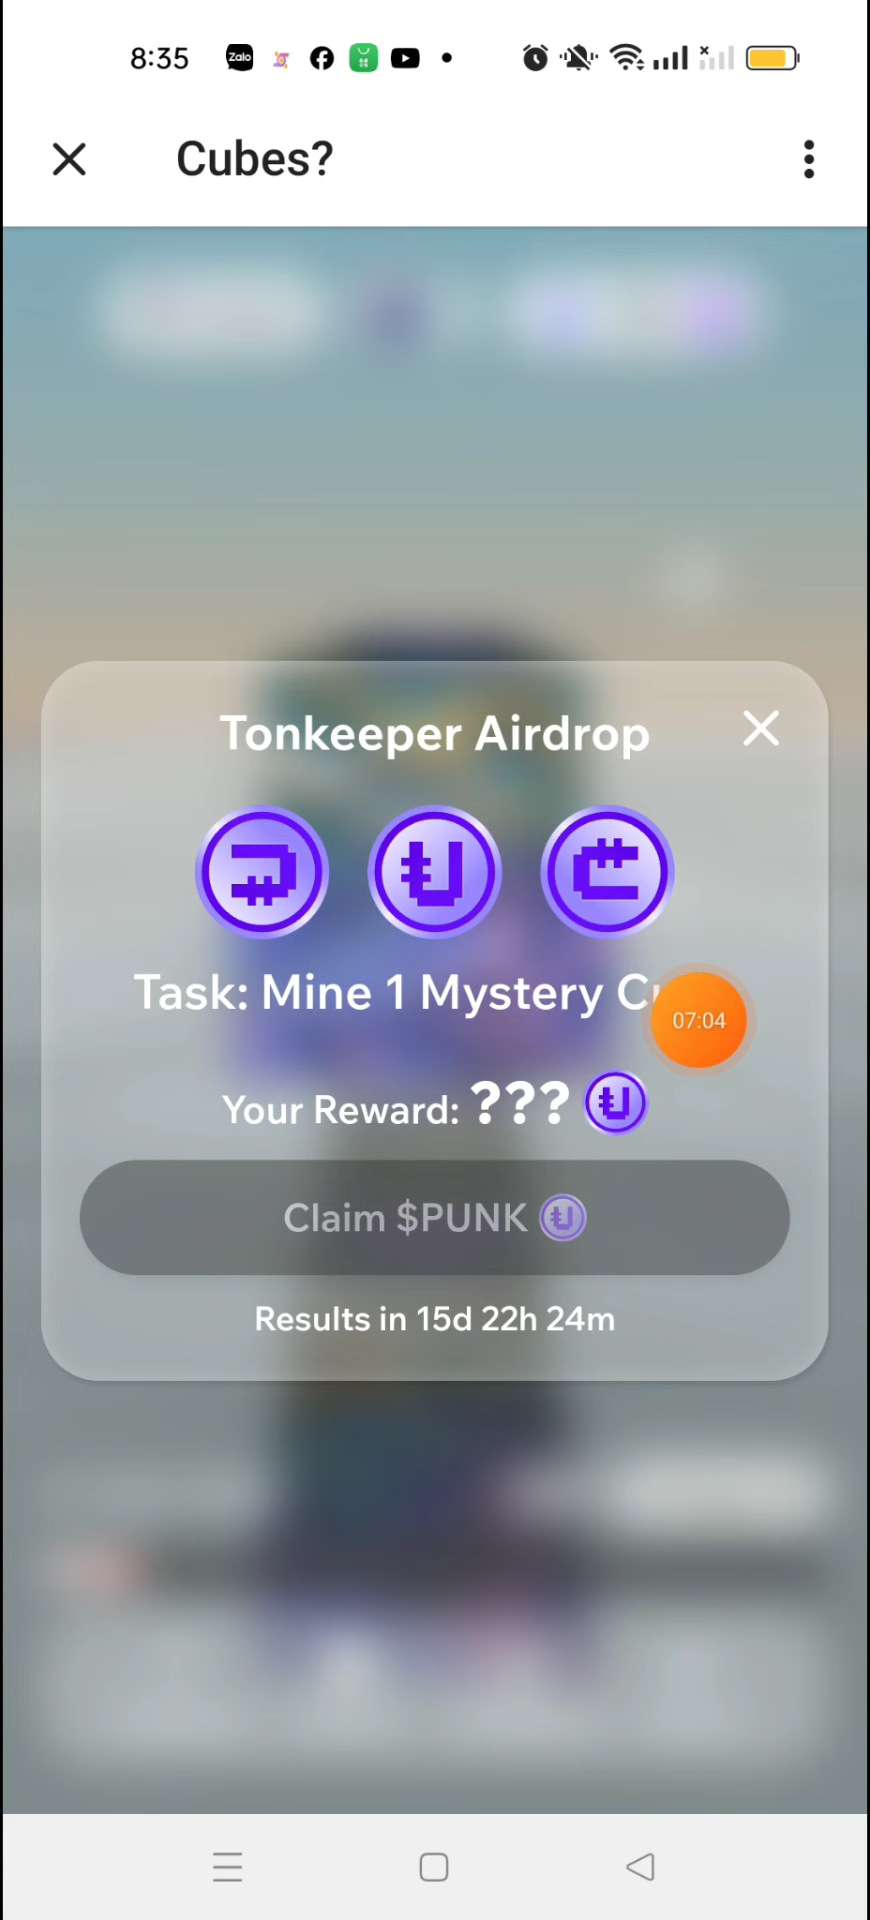 8:35
Zalo
Cubes?
Tonkeeper Airdrop
Task: Mine 1 Mystery
07:04
Your Reward: ???
Claim $PUNK
Results in 15d 22h 24m